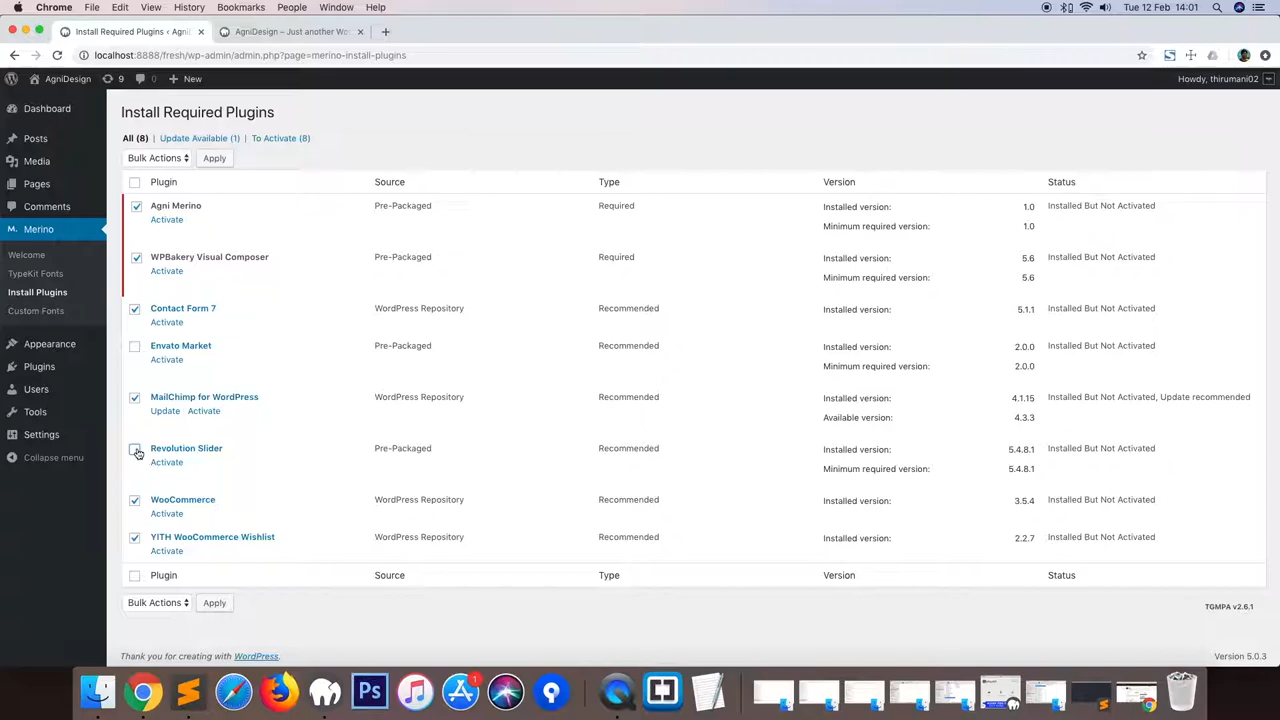 Chrome File Edit View History Bookmarks People Window Help Tue 12 Feb 14:01
Install Required Plugins ‹ Agni AgniDesign – Just another Wo
localhost:8888/fresh/wp-admin/admin.php?page=merino-install-plugins
AgniDesign 9 0 New Howdy, thirumani02
Dashboard
Posts
Media
Pages
Comments
M. Merino
Welcome
TypeKit Fonts
Install Plugins
Custom Fonts
Appearance
Plugins
Users
Tools
Settings
Collapse menu
Install Required Plugins
All (8) | Update Available (1) | To Activate (8)
Bulk Actions Apply
Plugin Source Type Version Status
Agni Merino Pre-Packaged Required Installed version: 1.0 Installed But Not Activated
Activate Minimum required version: 1.0
WPBakery Visual Composer Pre-Packaged Required Installed version: 5.6 Installed But Not Activated
Activate Minimum required version: 5.6
Contact Form 7 WordPress Repository Recommended Installed version: 5.1.1 Installed But Not Activated
Activate
Envato Market Pre-Packaged Recommended Installed version: 2.0.0 Installed But Not Activated
Activate Minimum required version: 2.0.0
MailChimp for WordPress WordPress Repository Recommended Installed version: 4.1.15 Installed But Not Activated, Update recommended
Update Activate Available version: 4.3.3
Revolution Slider Pre-Packaged Recommended Installed version: 5.4.8.1 Installed But Not Activated
Activate Minimum required version: 5.4.8.1
WooCommerce WordPress Repository Recommended Installed version: 3.5.4 Installed But Not Activated
Activate
YITH WooCommerce Wishlist WordPress Repository Recommended Installed version: 2.2.7 Installed But Not Activated
Activate
Plugin Source Type Version Status
Bulk Actions Apply
TGMPA v2.6.1
Thank you for creating with WordPress. Version 5.0.3
Ps 1